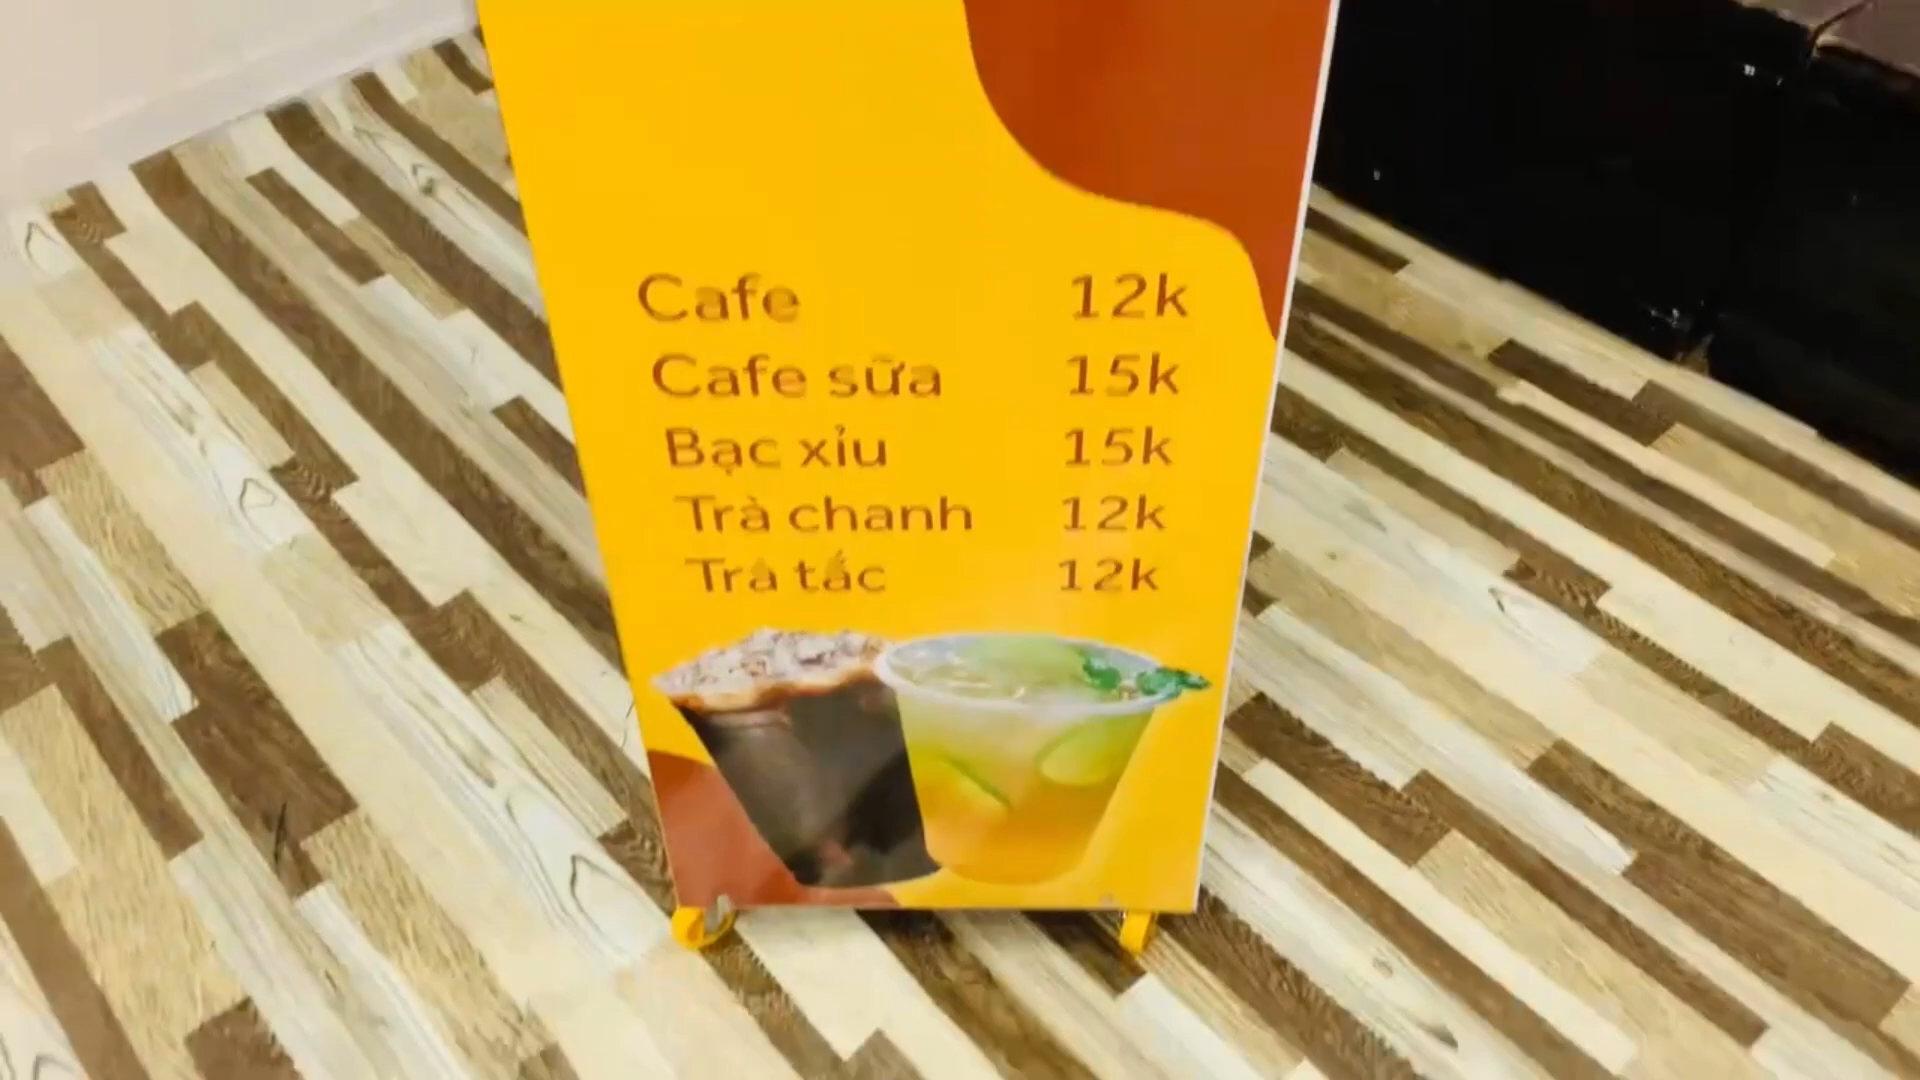 Cafe 12k
Cafe sữa 15k
Bạc xỉu 15k
Trà chanh 12k
Trà tắc 12k